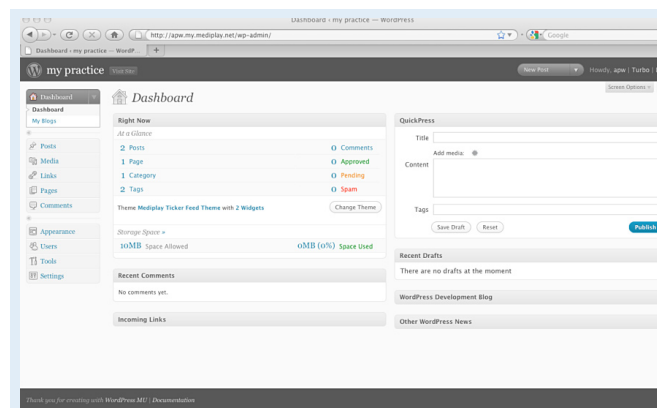 Dashboard ‹ my practice — WordPress
http://apw.my.mediplay.net/wp-admin/
Google
Dashboard ‹ my practice — WordP...
my practice
Visit Site
New Post
Howdy, apw | Turbo |
Screen Options
Dashboard
Dashboard
My Blogs
Posts
Media
Links
Pages
Comments
Appearance
Users
Tools
Settings
Dashboard
Right Now
At a Glance
2 Posts
0 Comments
1 Page
0 Approved
1 Category
0 Pending
2 Tags
0 Spam
Theme Mediplay Ticker Feed Theme with 2 Widgets
Change Theme
Storage Space »
10MB Space Allowed
0MB (0%) Space Used
Recent Comments
No comments yet.
Incoming Links
QuickPress
Title
Add media:
Content
Tags
Save Draft
Reset
Publish
Recent Drafts
There are no drafts at the moment
WordPress Development Blog
Other WordPress News
Thank you for creating with WordPress MU | Documentation